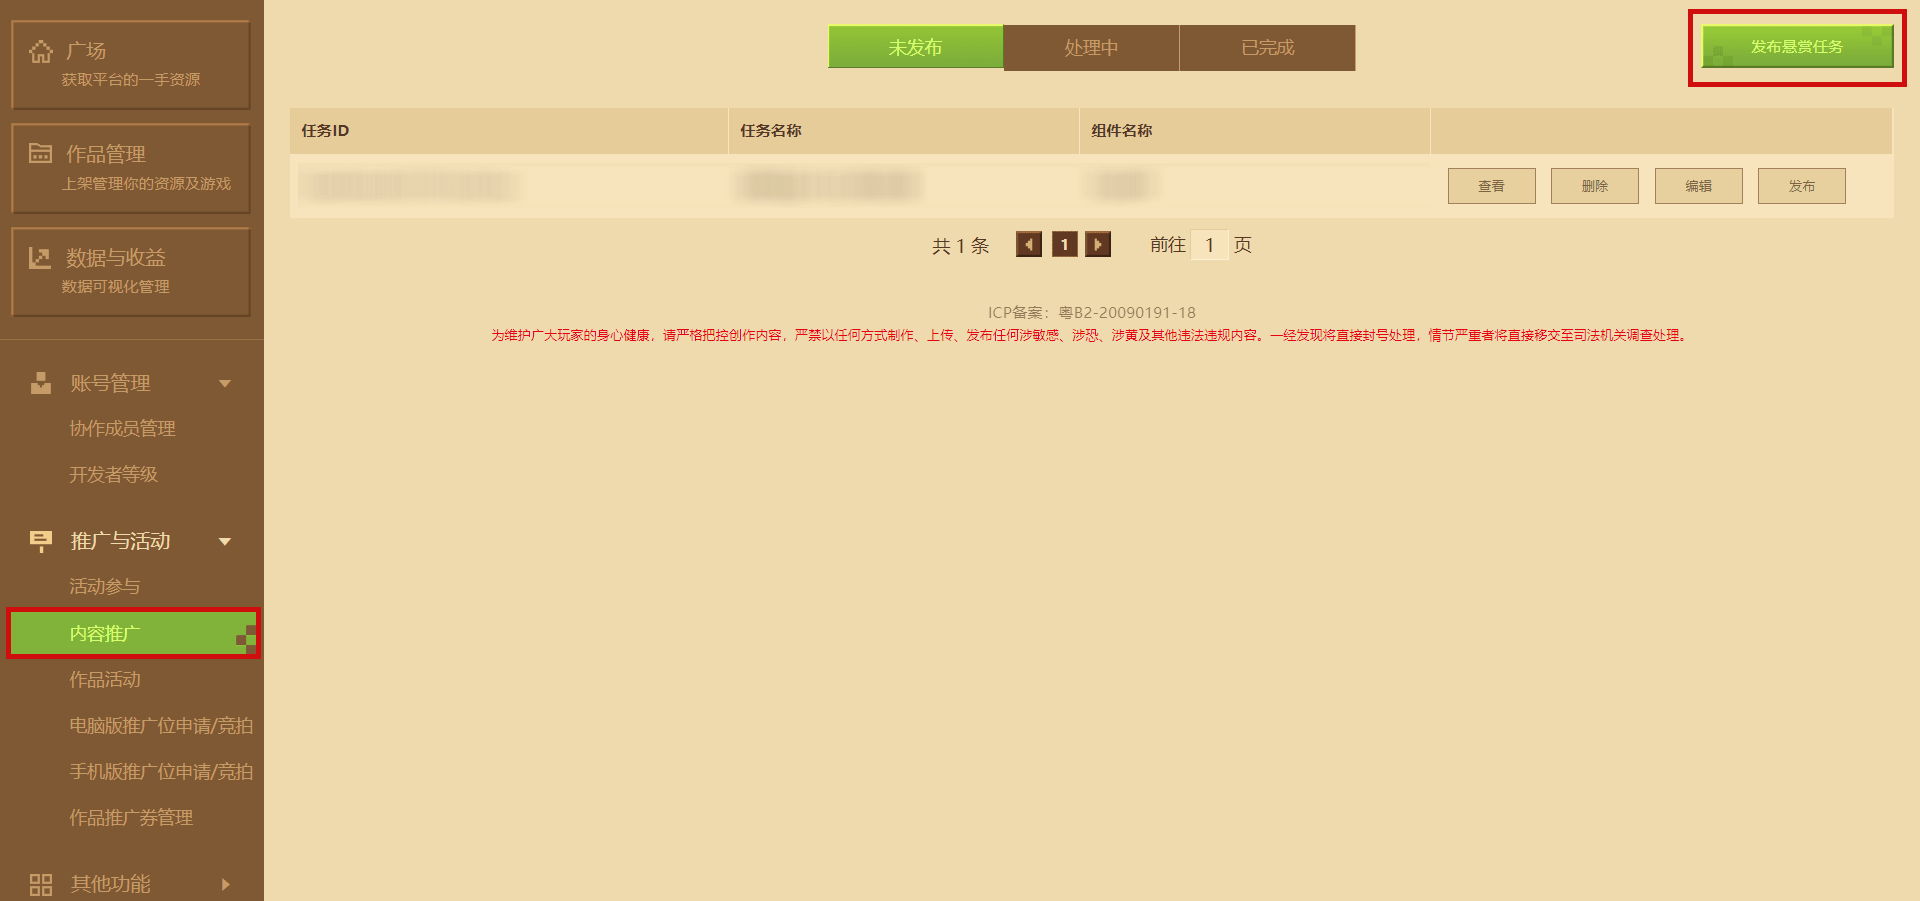 广场
获取平台的一手资源
作品管理
上架管理你的资源及游戏
数据与收益
数据可视化管理
账号管理
协作成员管理
开发者等级
推广与活动
活动参与
内容推广
作品活动
电脑版推广位申请/竞拍
手机版推广位申请/竞拍
作品推广券管理
其他功能
未发布 处理中 已完成
发布悬赏任务
任务ID 任务名称 组件名称
查看 删除 编辑 发布
共 1 条 1 前往 1 页
ICP备案：粤B2-20090191-18
为维护广大玩家的身心健康，请严格把控创作内容，严禁以任何方式制作、上传、发布任何涉敏感、涉恐、涉黄及其他违法违规内容。一经发现将直接封号处理，情节严重者将直接移交至司法机关调查处理。